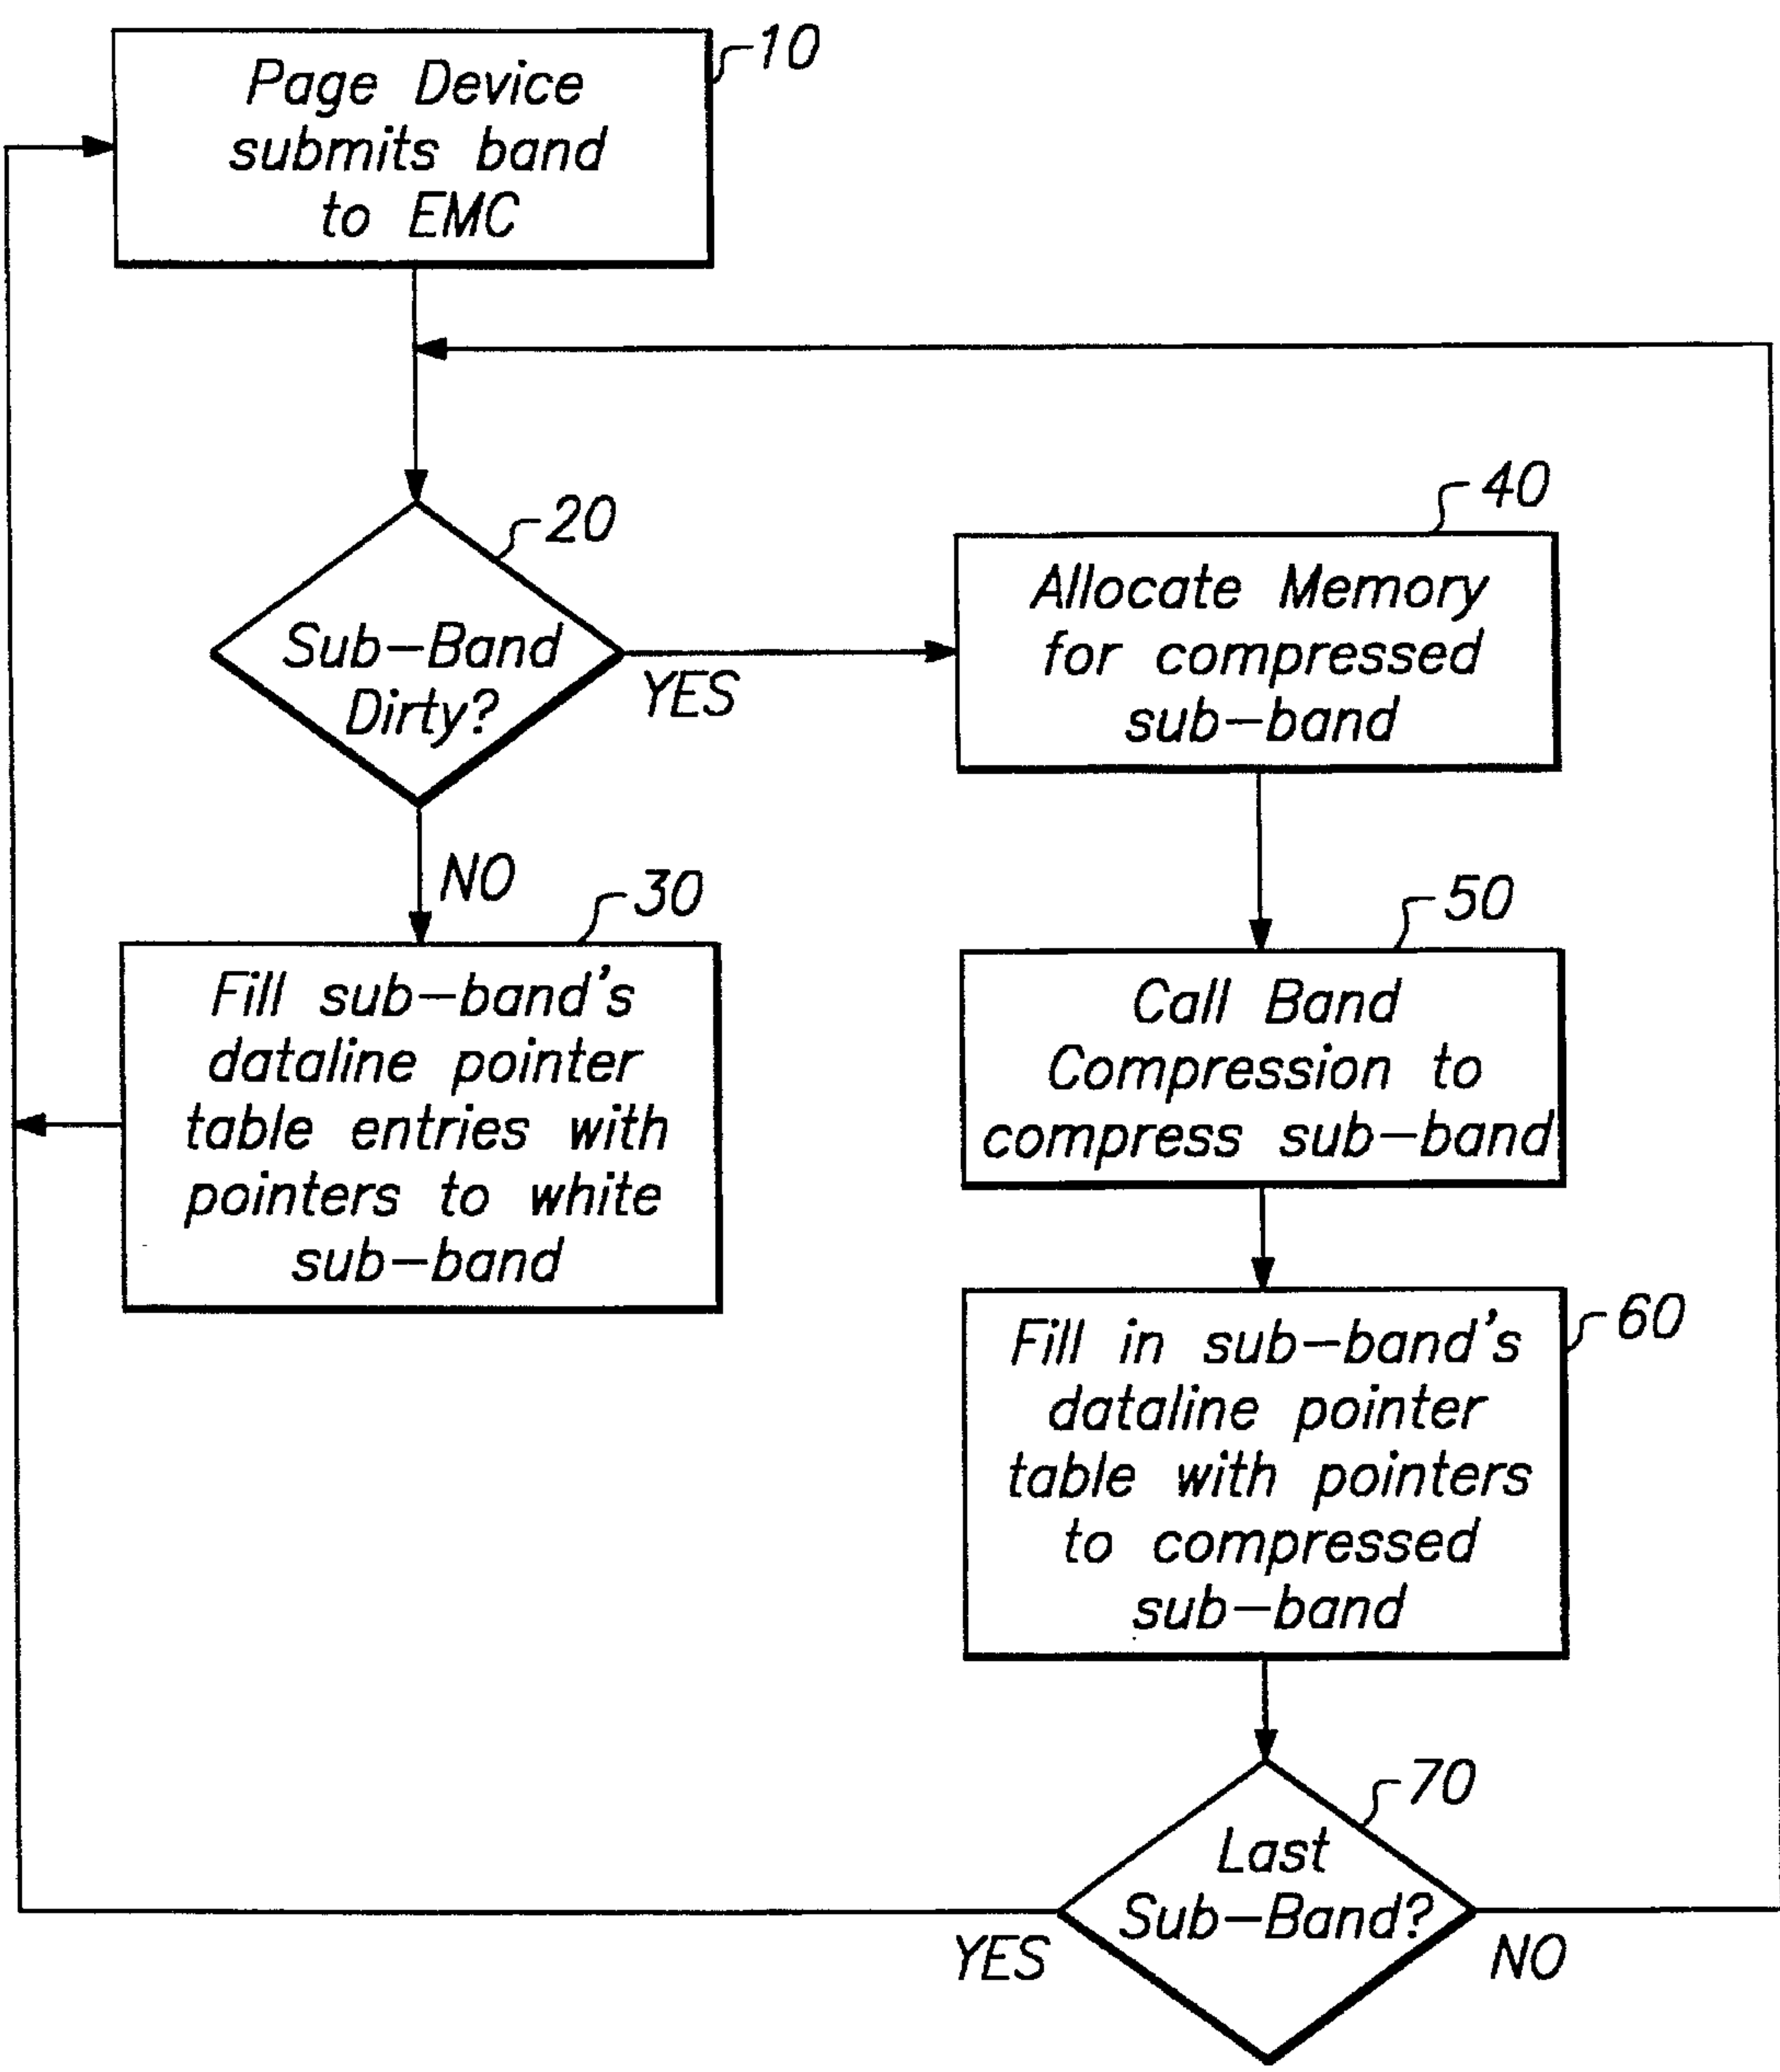 10
Page Device
submits band
to EMC
20
Sub-Band
Dirty?
YES
NO
40
Allocate Memory
for compressed
sub-band
30
Fill sub-band's
dataline pointer
table entries with
pointers to white
sub-band
50
Call Band
Compression to
compress sub-band
60
Fill in sub-band's
dataline pointer
table with pointers
to compressed
sub-band
70
Last
Sub-Band?
YES
NO